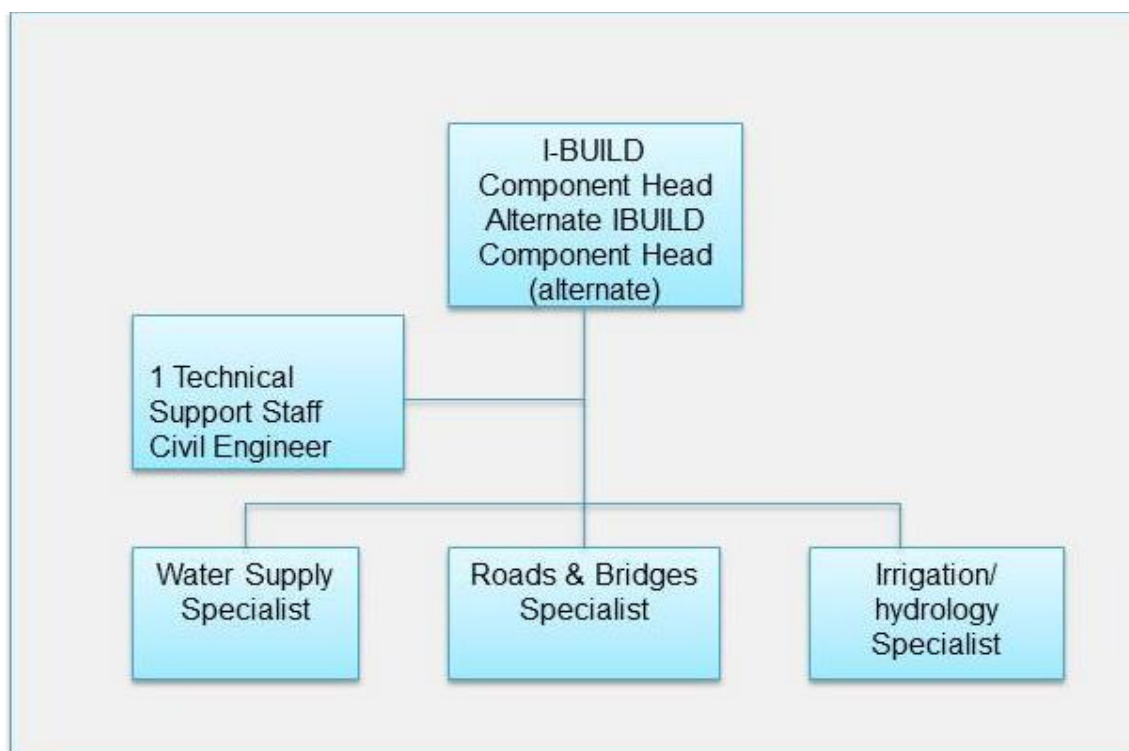 I-BUILD
Component Head
Alternate IBUILD
Component Head
(alternate)
1 Technical
Support Staff
Civil Engineer
Water Supply
Specialist
Roads & Bridges
Specialist
Irrigation/
hydrology
Specialist